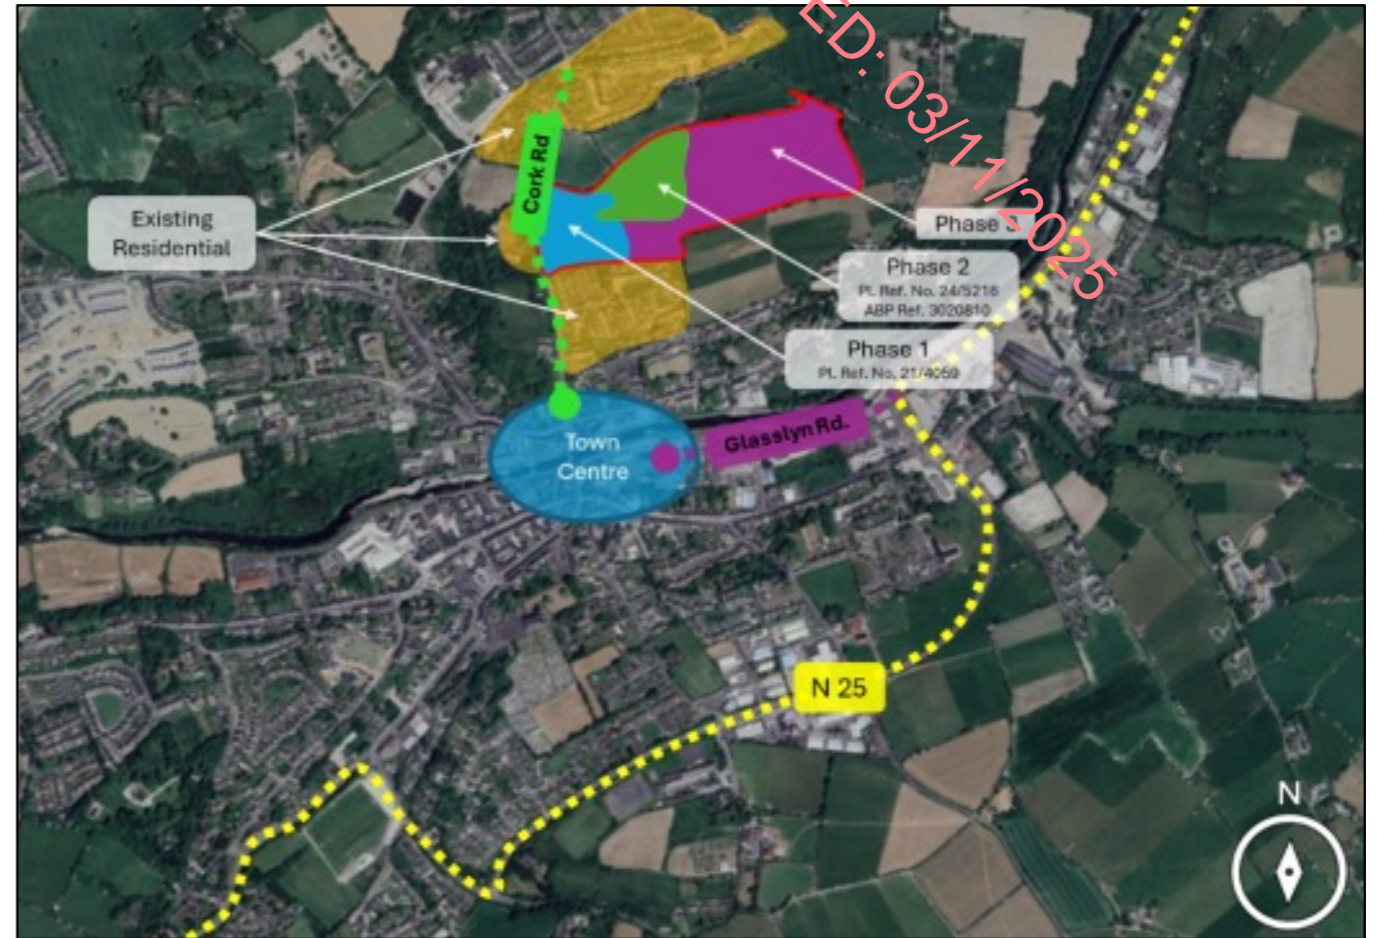 ED: 03/11/2025
Cork Rd
Existing
Residential
Phase 3
Phase 2
Pl. Ref. No. 24/5216
ABP Ref. 3020810
Phase 1
Pl. Ref. No. 21/4059
Town
Centre
Glasslyn Rd.
N 25
N